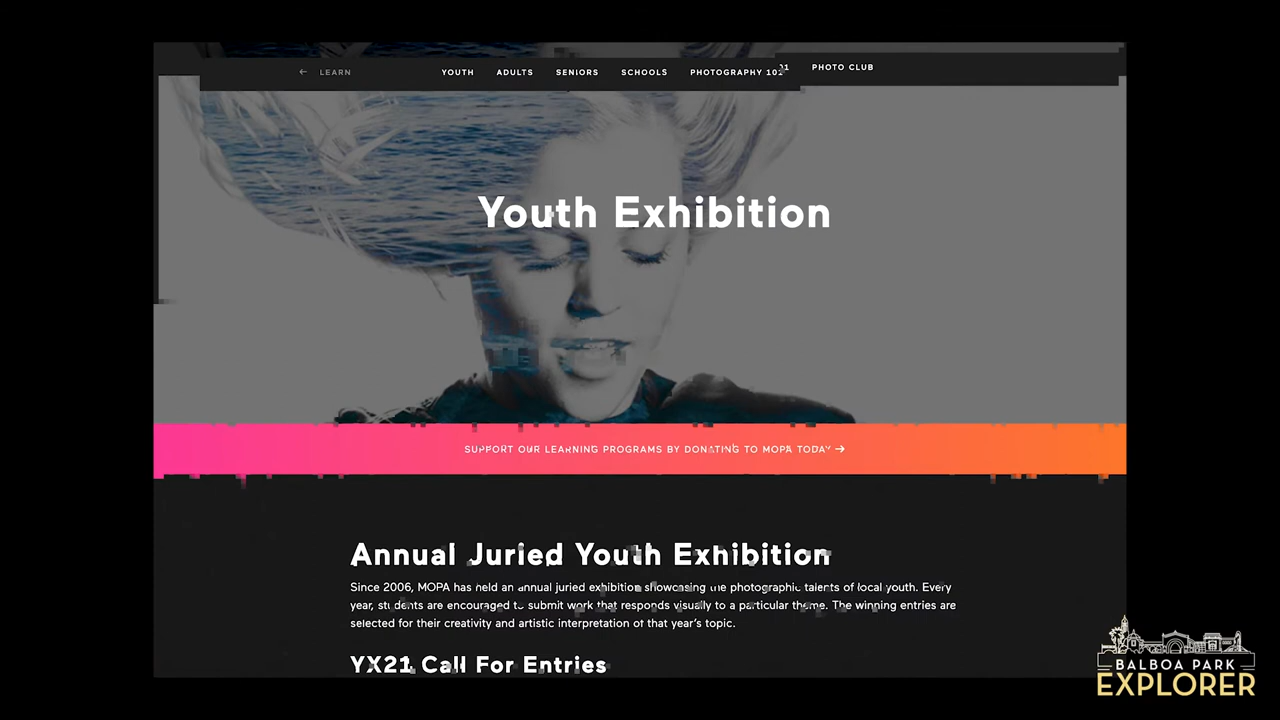 ← LEARN YOUTH ADULTS SENIORS SCHOOLS PHOTOGRAPHY 101 PHOTO CLUB
Youth Exhibition
SUPPORT OUR LEARNING PROGRAMS BY DONATING TO MOPA TODAY →
Annual Juried Youth Exhibition
Since 2006, MOPA has held an annual juried exhibition showcasing the photographic talents of local youth. Every
year, students are encouraged to submit work that responds visually to a particular theme. The winning entries are
selected for their creativity and artistic interpretation of that year's topic.
YX21 Call For Entries
BALBOA PARK
EXPLORER